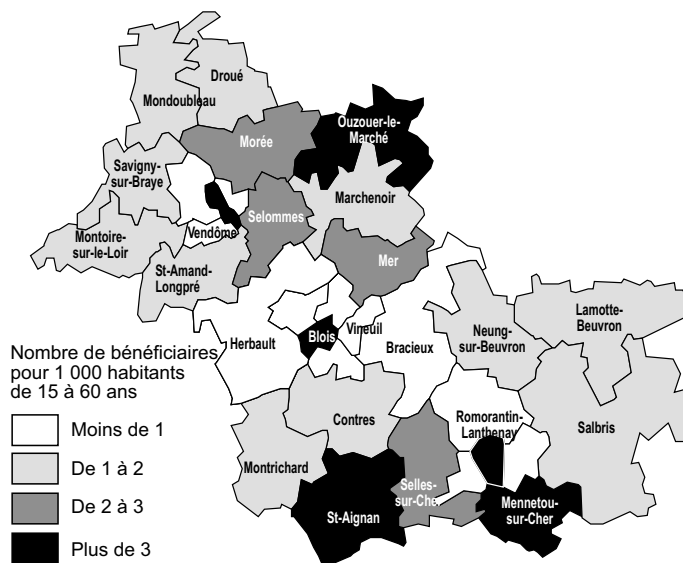 Droué
Mondoubleau
Ouzouer-le-
Marché
Morée
Savigny-
sur-Braye
Marchenoir
Selommes
Vendôme
Montoire-
sur-le-Loir
St-Amand-
Longpré
Mer
Lamotte-
Beuvron
Neung-
sur-Beuvron
Vineuil
Blois
Herbault
Bracieux
Nombre de bénéficiaires
pour 1 000 habitants
de 15 à 60 ans
Moins de 1
De 1 à 2
De 2 à 3
Plus de 3
Contres
Romorantin-
Lanthenay
Salbris
Montrichard
Selles-
sur-Cher
Mennetou-
sur-Cher
St-Aignan